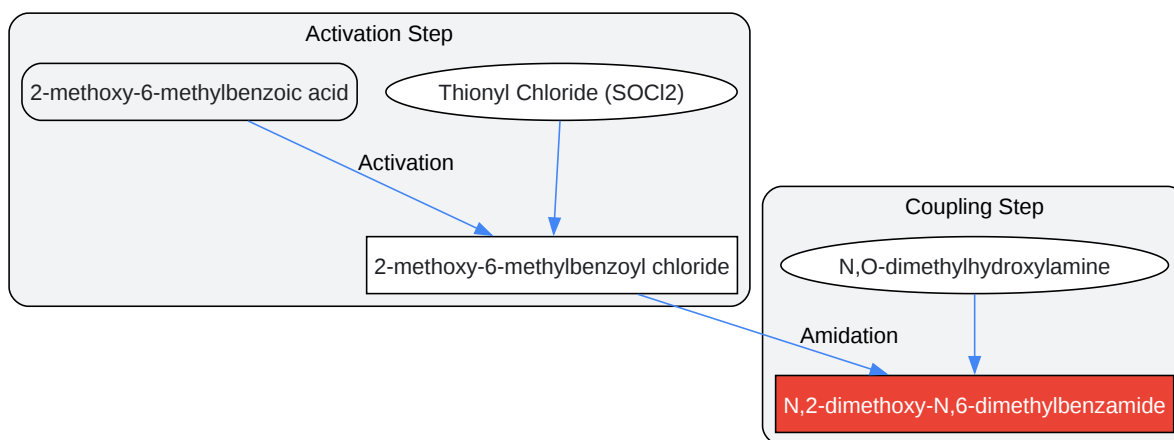 Activation Step
2-methoxy-6-methylbenzoic acid
Thionyl Chloride (SOCl2)
Activation
2-methoxy-6-methylbenzoyl chloride
Coupling Step
N,O-dimethylhydroxylamine
Amidation
N,2-dimethoxy-N,6-dimethylbenzamide